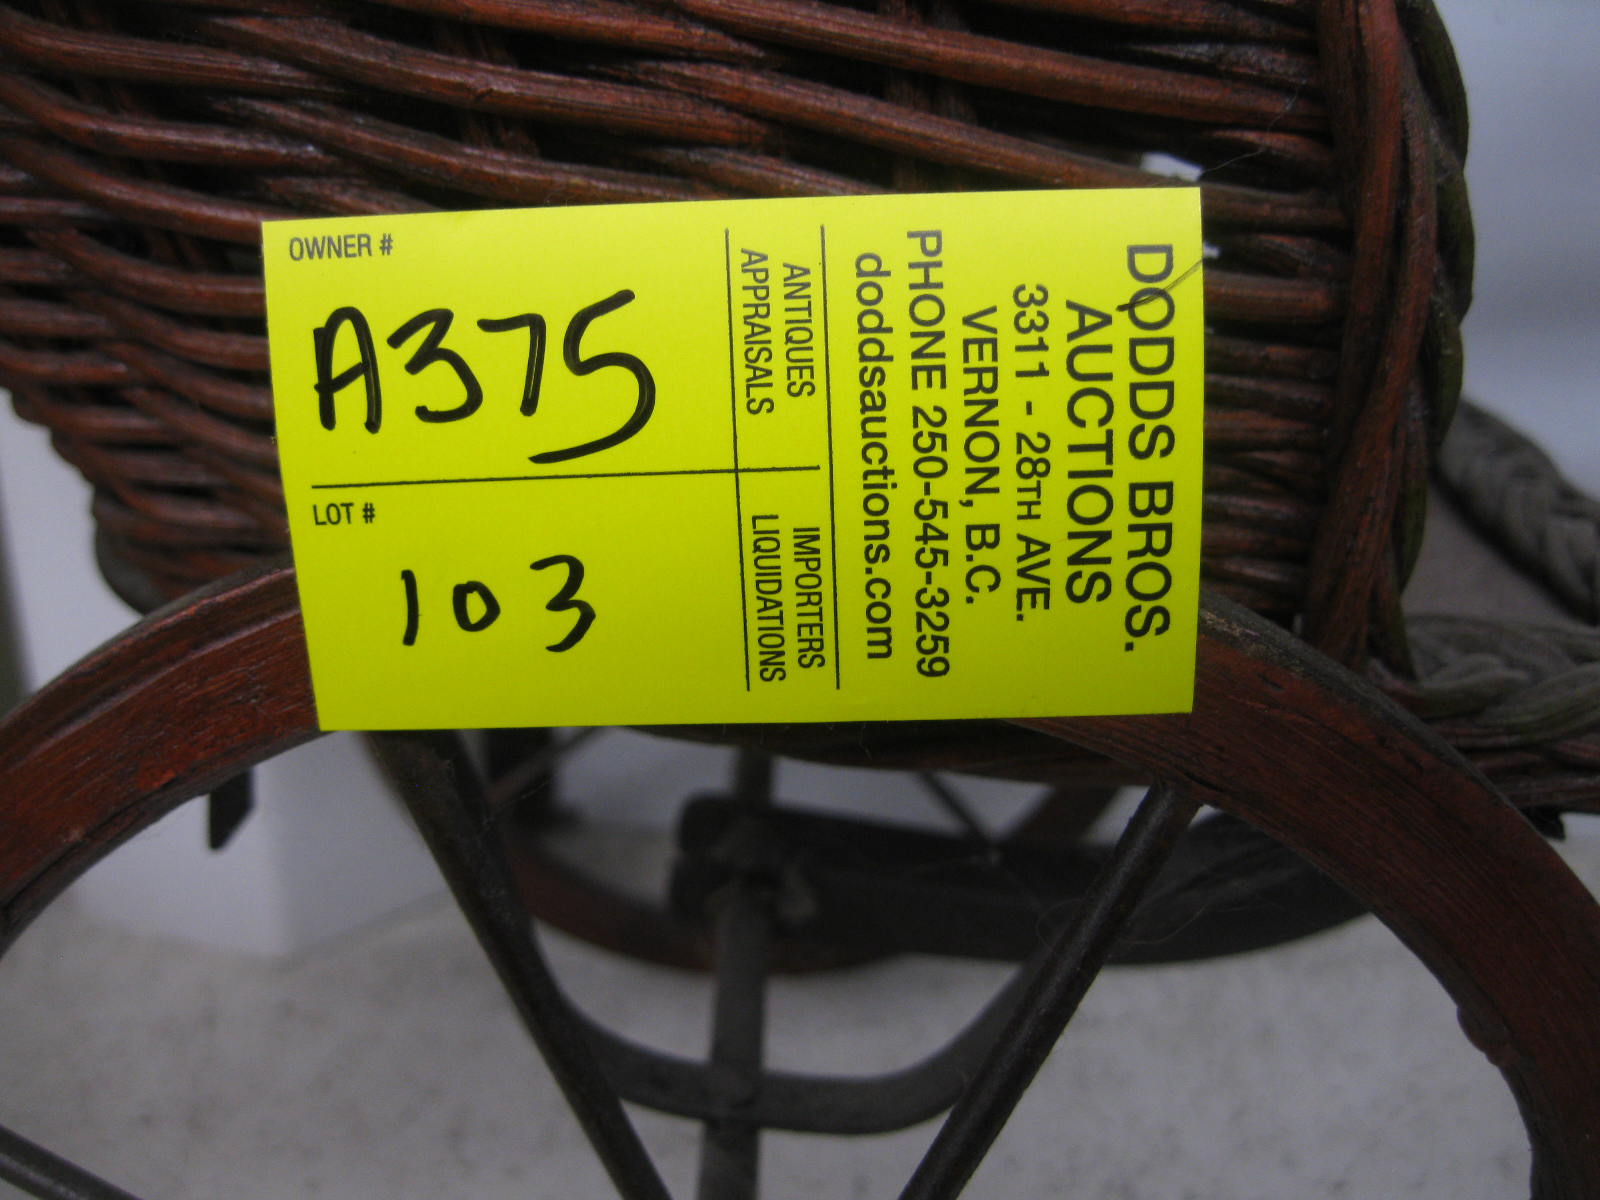 DODDS BROS.
AUCTIONS
3311 - 28TH AVE.
VERNON, B.C.
PHONE 250-545-3259
doddsauctions.com
ANTIQUES
APPRAISALS
IMPORTERS
LIQUIDATIONS
OWNER #
A375
LOT #
103